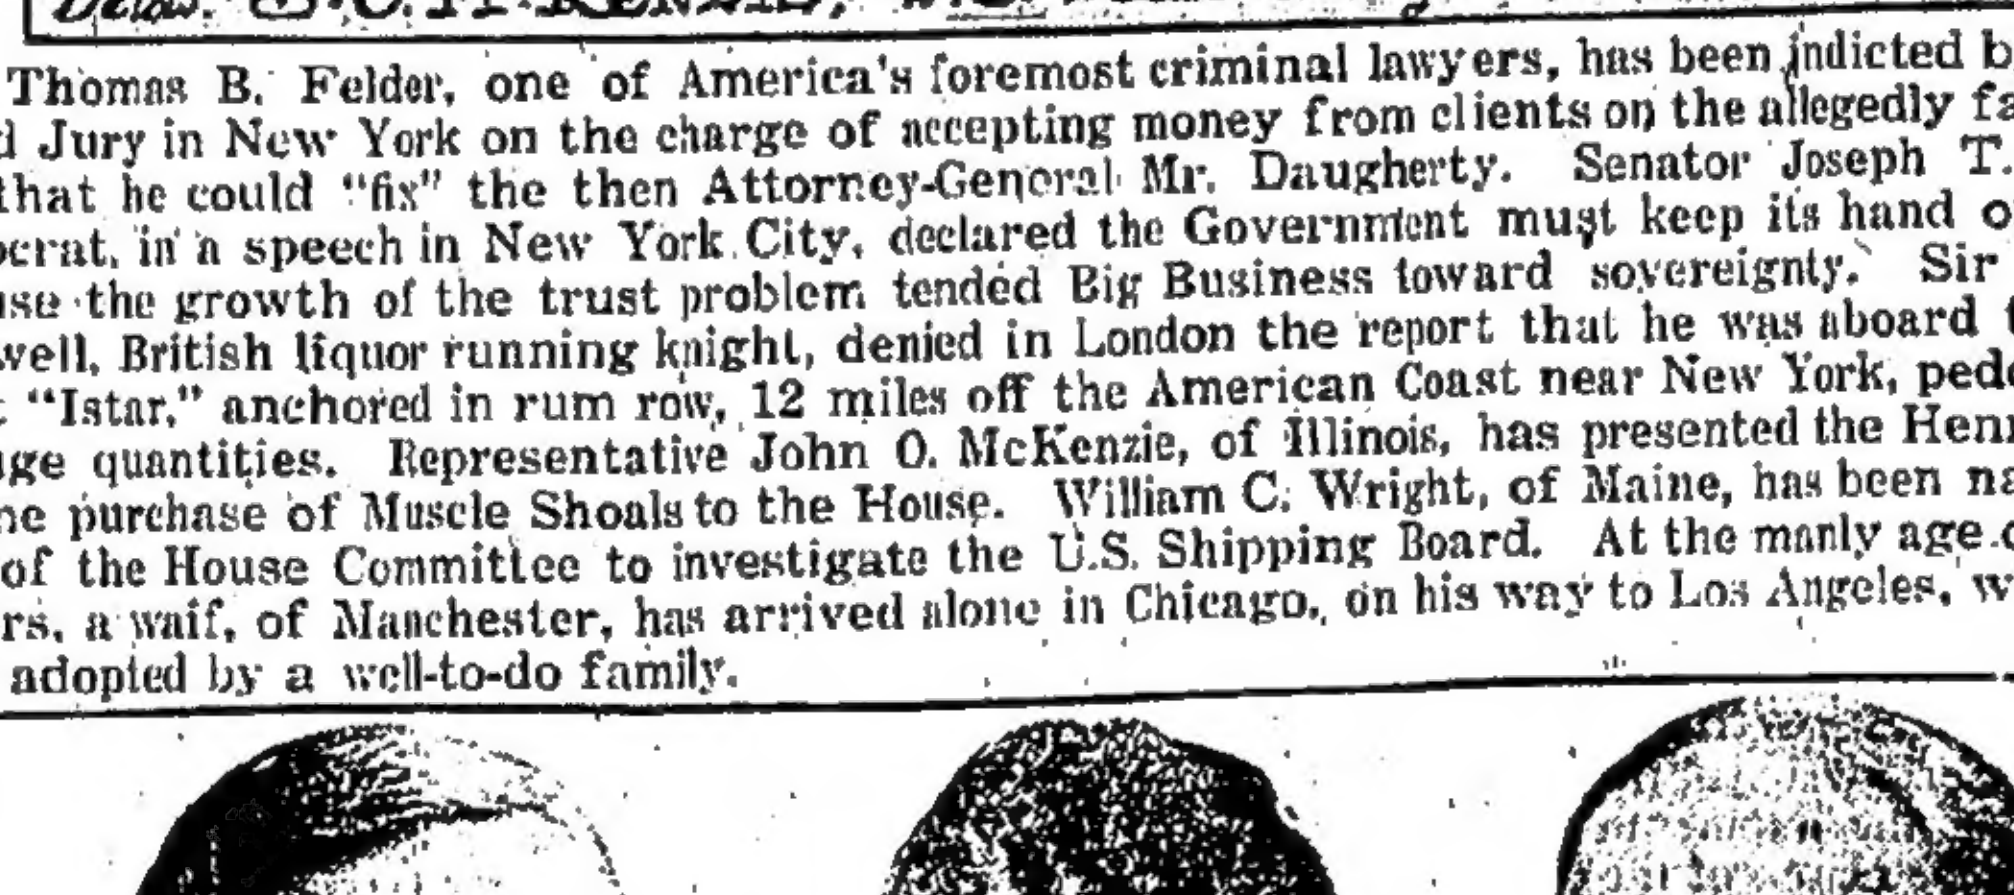 Thomas B. Felder, one of America's foremost criminal lawyers, has been indicted b
d Jury in New York on the charge of accepting money from clients on the allegedly fa
that he could "fix" the then Attorney-General Mr. Daugherty. Senator Joseph T.
ocrat, in a speech in New York City, declared the Government must keep its hand o
use the growth of the trust problem tended Big Business toward sovereignty. Sir
well, British liquor running knight, denied in London the report that he was aboard t
"Istar," anchored in rum row, 12 miles off the American Coast near New York, pedd
ge quantities. Representative John O. McKenzie, of Illinois, has presented the Henr
he purchase of Muscle Shoals to the House. William C. Wright, of Maine, has been na
of the House Committee to investigate the U.S. Shipping Board. At the manly age o
rs, a waif, of Manchester, has arrived alone in Chicago, on his way to Los Angeles, w
adopted by a well-to-do family.